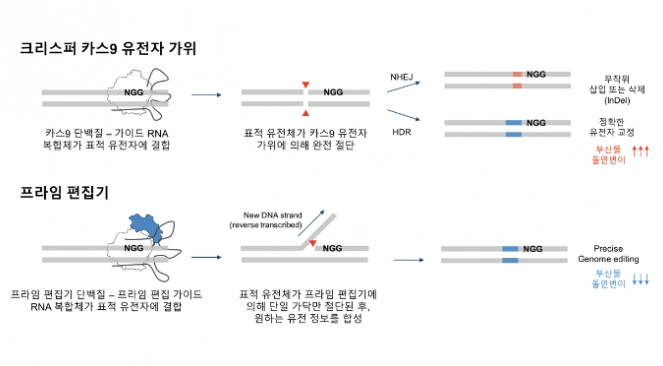 크리스퍼 카스9 유전자 가위
NGG
카스9 단백질 – 가이드 RNA
복합체가 표적 유전자에 결합
표적 유전체가 카스9 유전자
가위에 의해 완전 절단
NHEJ
HDR
NGG
무작위
삽입 또는 삭제
(InDel)
NGG
정확한
유전자 교정
부산물
돌연변이
프라임 편집기
NGG
프라임 편집기 단백질 – 프라임 편집 가이드
RNA 복합체가 표적 유전자에 결합
New DNA strand
(reverse transcribed)
NGG
표적 유전체가 프라임 편집기에
의해 단일 가닥만 절단된 후,
원하는 유전 정보를 합성
NGG
Precise
Genome editing
부산물
돌연변이